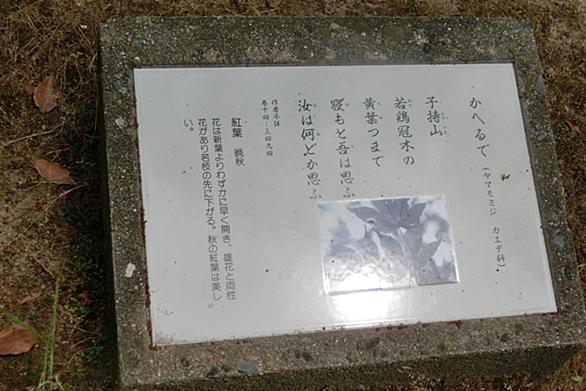 かへるで（ヤマモミジ　カエデ科）
子持山
若鶏冠木の
黄葉つまで
寝もと吾は思ふ
汝は何どか思ふ
作者不詳
巻十四―三四九四
紅葉　晩秋
花は新葉よりわずかに早く開き、雄花と両性
花があり若枝の先に下がる。秋の紅葉は美し
い。